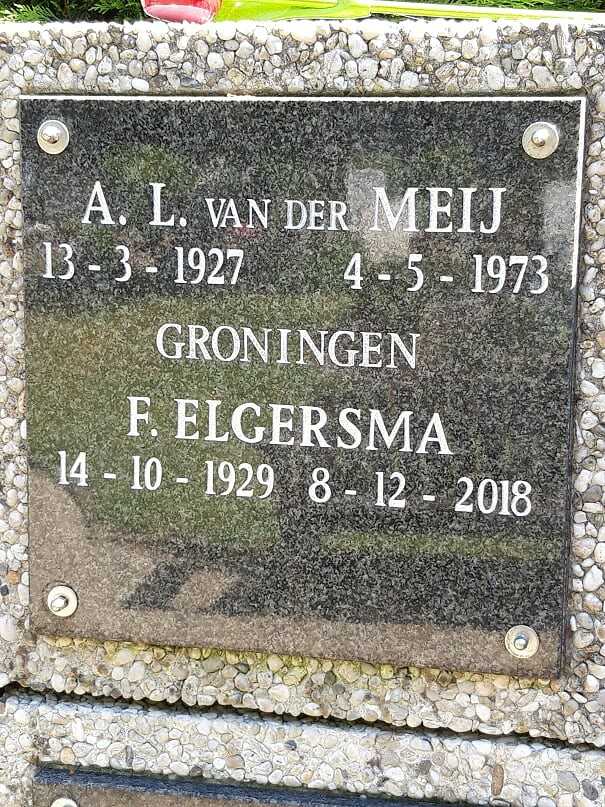 A. L. VAN DER MEIJ
13 - 3 - 1927 4 - 5 - 1973
GRONINGEN
F. ELGERSMA
14 - 10 - 1929 8 - 12 - 2018